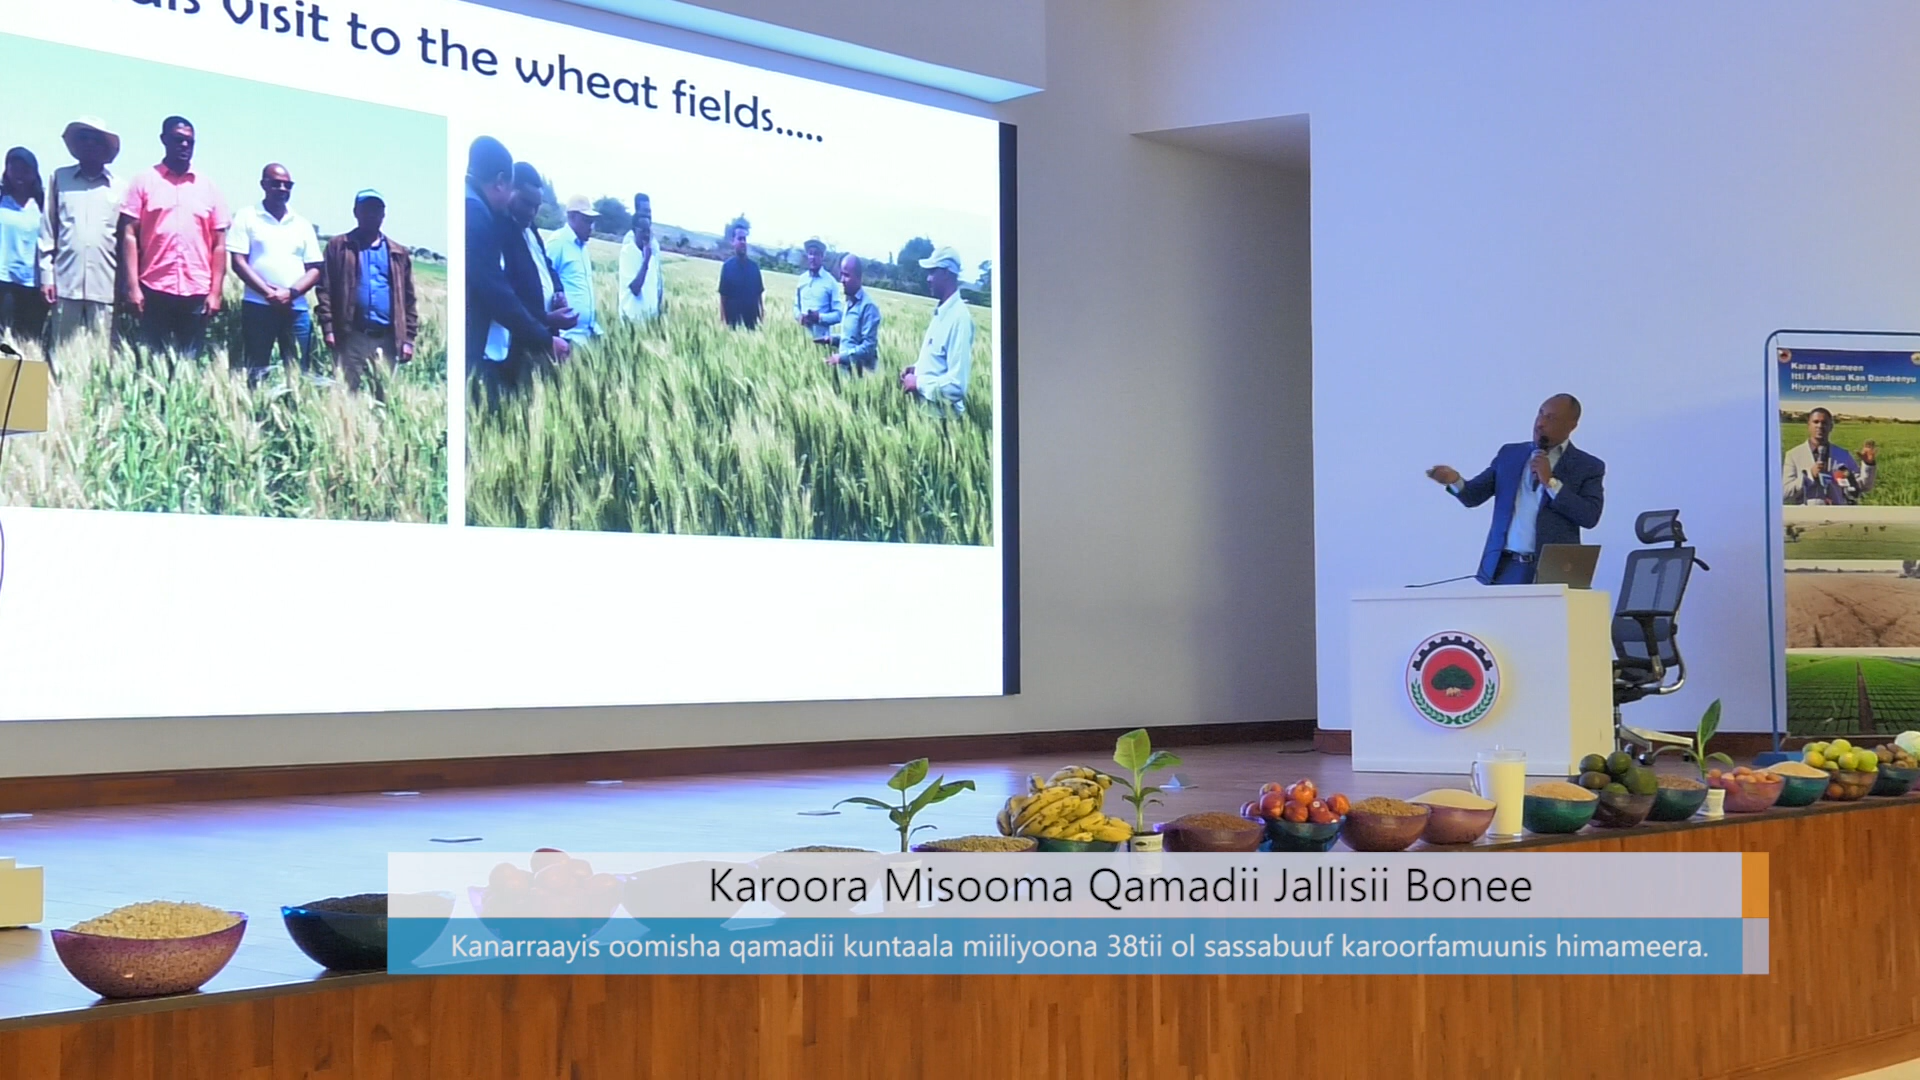 Visit to the wheat fields.....
Karaa Barameen
Itti Fufsiisuu Kan Dandeenyu
Hiyyummaa Gofa!
Karoora Misooma Qamadii Jallisii Bonee
Kanarraayis oomisha qamadii kuntaala miiliyoona 38tii ol sassabuuf karoorfamuunis himameera.